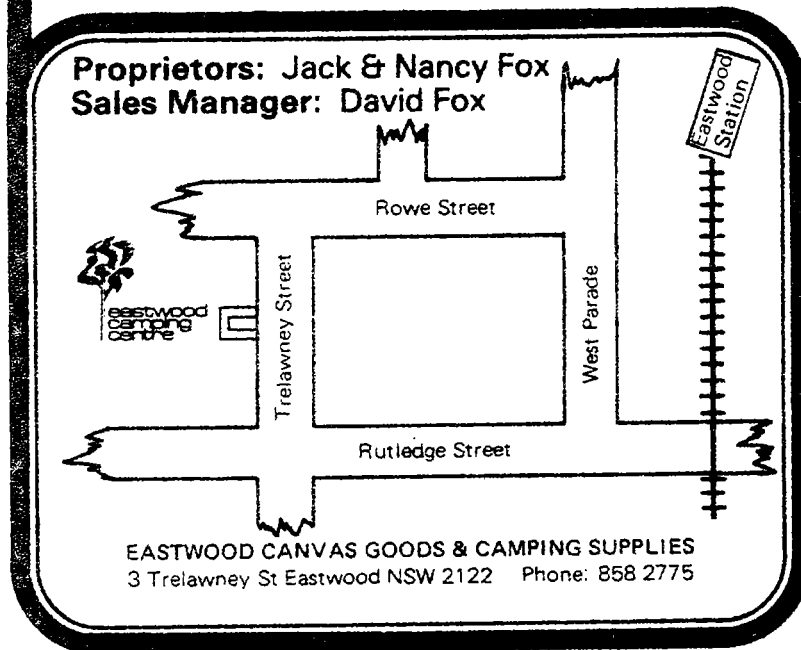 Proprietors: Jack & Nancy Fox
Sales Manager: David Fox
Eastwood
Station
Rowe Street
eastwood
camping
centre
Trelawney Street
West Parade
Rutledge Street
EASTWOOD CANVAS GOODS & CAMPING SUPPLIES
3 Trelawney St Eastwood NSW 2122 Phone: 858 2775